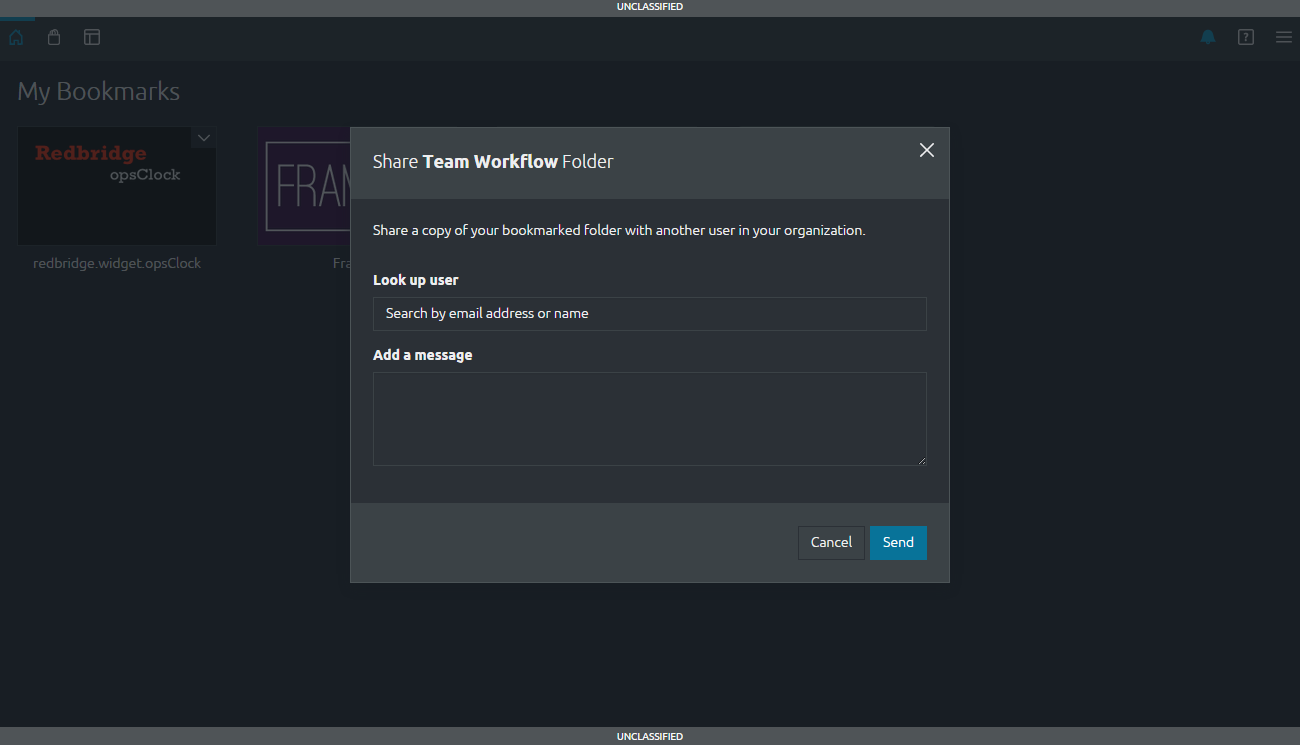 UNCLASSIFIED
My Bookmarks
Redbridge
opsClock
redbridge.widget.opsClock
FRAM
Fra
Share Team Workflow Folder
Share a copy of your bookmarked folder with another user in your organization.
Look up user
Search by email address or name
Add a message
Cancel Send
UNCLASSIFIED